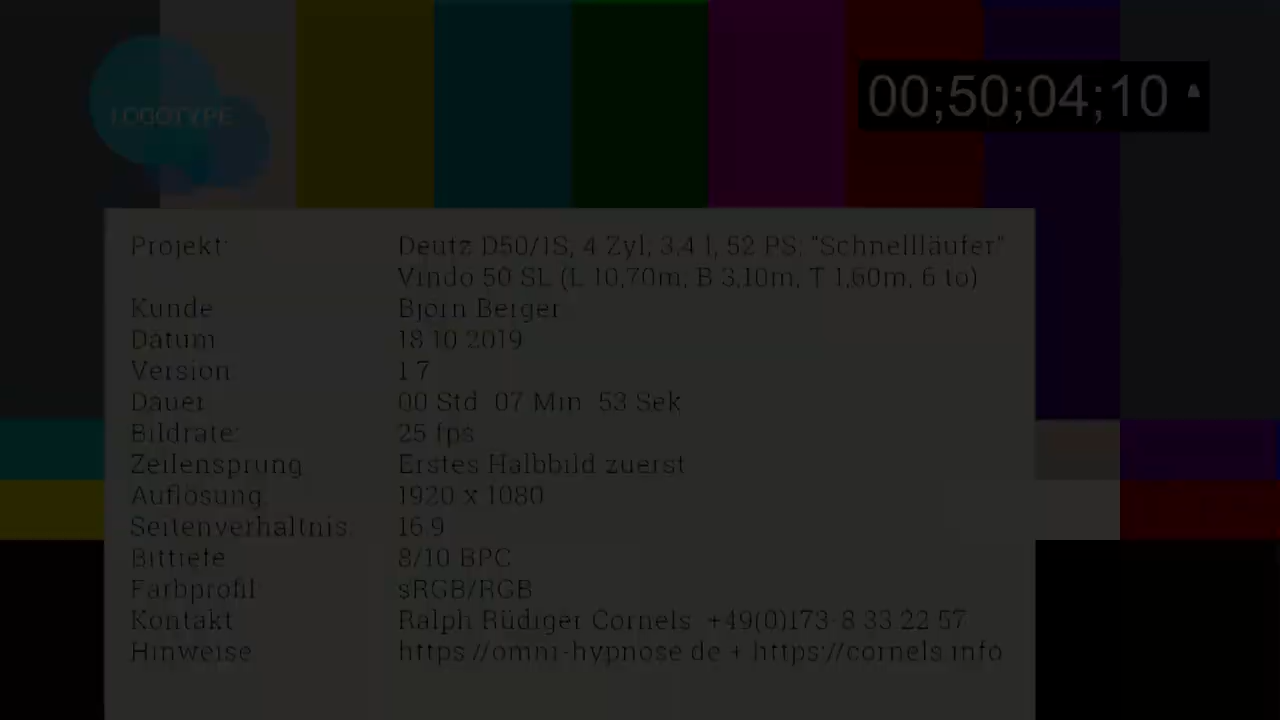 LOGOTYPE
00;50;04;10
Projekt: Deutz D50/1S; 4 Zyl; 3,4 l, 52 PS; "Schnellläufer"
Vindo 50 SL (L 10,70m; B 3,10m, T 1,60m, 6 to)
Kunde Björn Berger
Datum 18.10.2019
Version: 1.7
Dauer: 00 Std. 07 Min. 53 Sek
Bildrate: 25 fps
Zeilensprung Erstes Halbbild zuerst
Auflösung: 1920 x 1080
Seitenverhältnis: 16:9
Bittiefe 8/10 BPC
Farbprofil: sRGB/RGB
Kontakt Ralph Rüdiger Cornels +49(0)173-8 33 22 57
Hinweise https://omni-hypnose.de + https://cornels.info